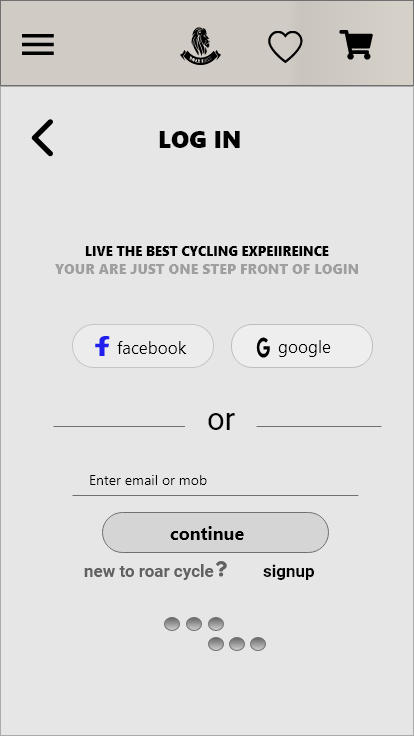 LOG IN
LIVE THE BEST CYCLING EXPEIIREINCE
YOUR ARE JUST ONE STEP FRONT OF LOGIN
facebook
google
or
Enter email or mob
continue
new to roar cycle? signup